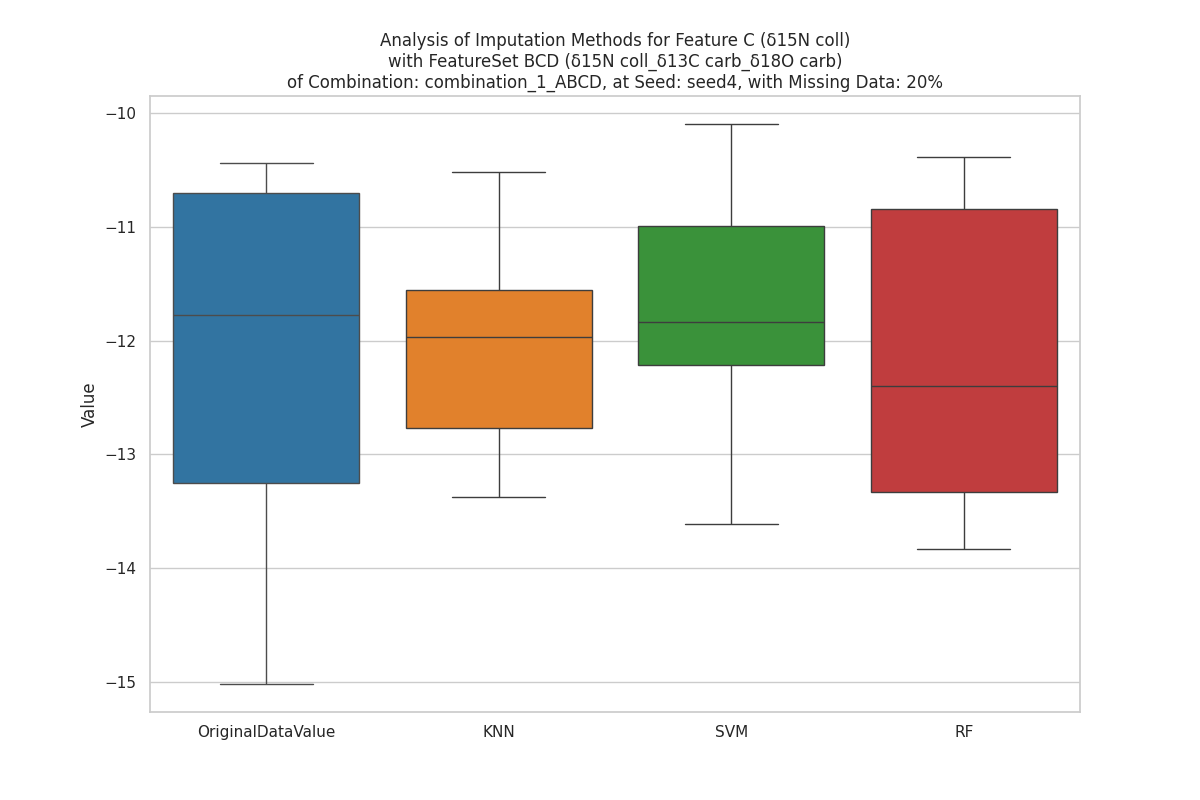 Analysis of Imputation Methods for Feature C (δ15N coll)
with FeatureSet BCD (δ15N coll_δ13C carb_δ18O carb)
of Combination: combination_1_ABCD, at Seed: seed4, with Missing Data: 20%
−10
−11
−12
−13
−14
−15
Value
OriginalDataValue
KNN
SVM
RF